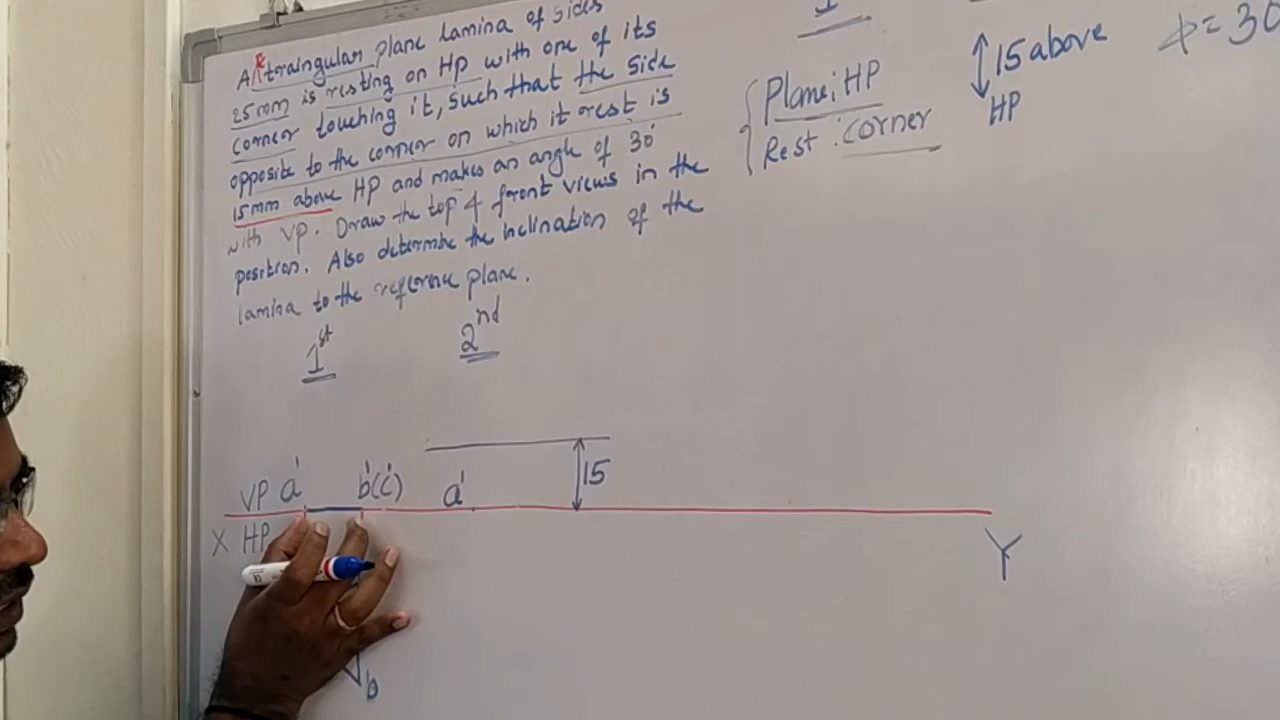 A traingular plane lamina of sides
25mm is resting on HP with one of its
corner touching it, such that the side
opposite to the corner on which it rest is
15mm above HP and makes an angle of 30°
with VP. Draw the top & front views in the
position. Also determine the inclination of the
lamina to the reference plane.
Plane: HP
Rest : corner
15 above
HP
ϕ = 30
1st
2nd
VP a' b'(c') a' 15
X HP
Y
b